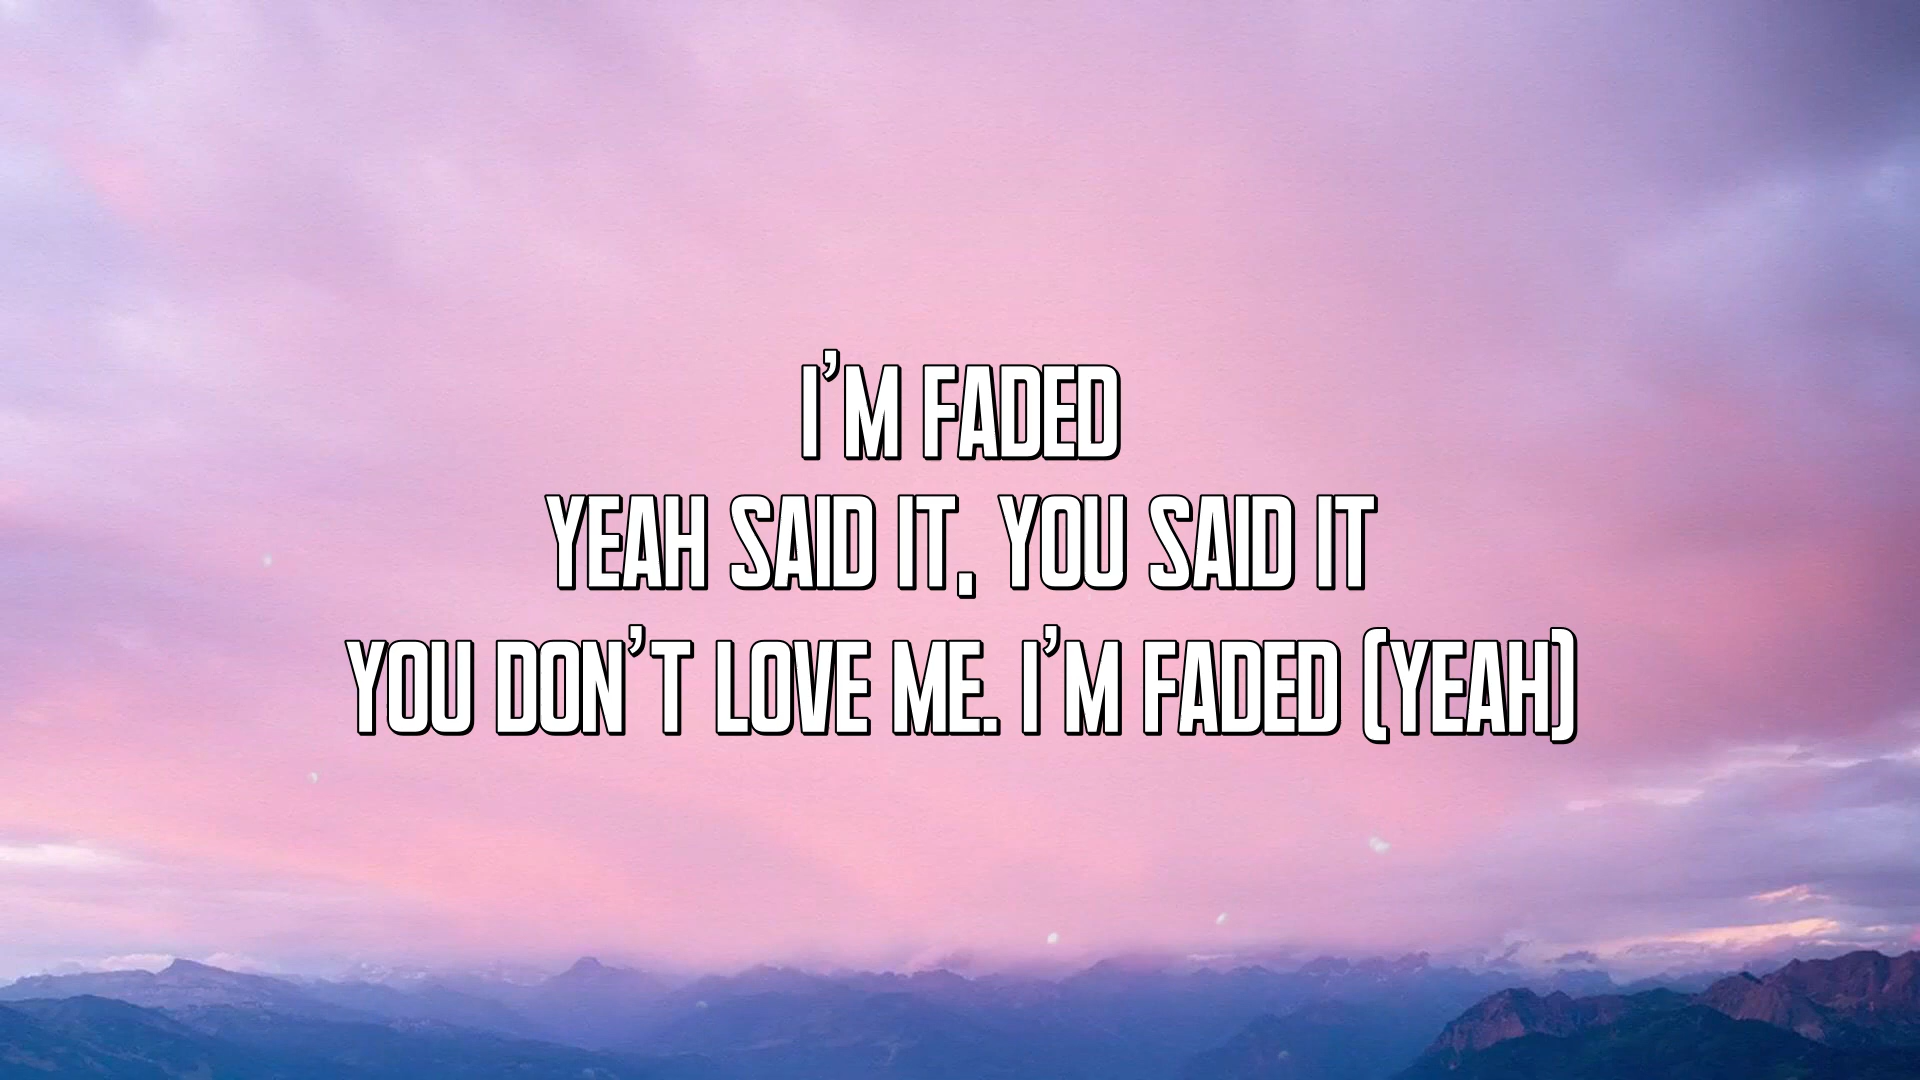 I'M FADED
YEAH SAID IT, YOU SAID IT
YOU DON'T LOVE ME. I'M FADED (YEAH)